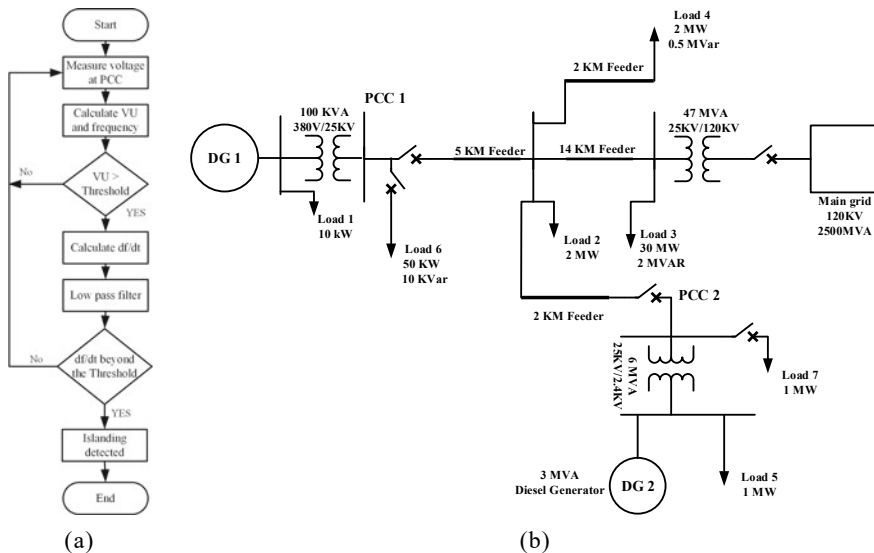 Start
Measure voltage
at PCC
Calculate VU
and frequency
No
VU >
Threshold
YES
Calculate df/dt
Low pass filter
No
df/dt beyond
the Threshold
YES
Islanding
detected
End
(a)
Load 4
2 MW
0.5 MVar
2 KM Feeder
100 KVA
380V/25KV
PCC 1
47 MVA
25KV/120KV
DG 1
5 KM Feeder
14 KM Feeder
Main grid
120KV
2500MVA
Load 1
10 kW
Load 6
50 KW
10 KVar
Load 2
2 MW
Load 3
30 MW
2 MVAR
PCC 2
2 KM Feeder
6 MVA
25KV/2.4KV
Load 7
1 MW
3 MVA
Diesel Generator
DG 2
Load 5
1 MW
(b)